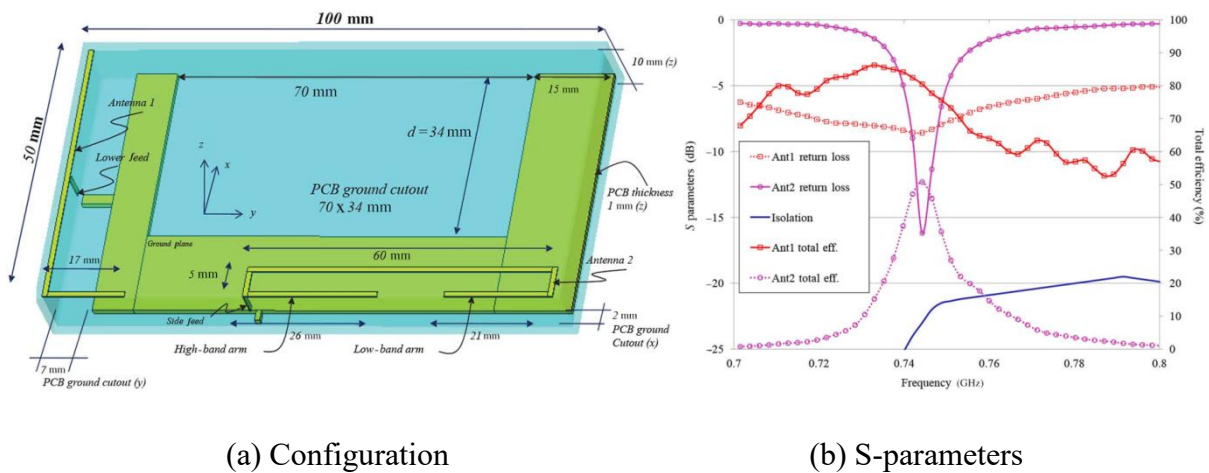 100 mm
10 mm (z)
70 mm
15 mm
Antenna 1
50 mm
Lower feed
d = 34 mm
z
x
y
PCB ground cutout
70 x 34 mm
PCB thickness
1 mm (z)
Ground plane
60 mm
17 mm
5 mm
Antenna 2
Side feed
26 mm
21 mm
2 mm
PCB ground
Cutout (x)
High-band arm
Low-band arm
7 mm
PCB ground cutout (y)
(a) Configuration
0
-5
-10
-15
-20
-25
S parameters (dB)
Ant1 return loss
Ant2 return loss
Isolation
Ant1 total eff.
Ant2 total eff.
100
90
80
70
60
50
40
30
20
10
0
Total efficiency (%)
0.7 0.72 0.74 0.76 0.78 0.8
Frequency (GHz)
(b) S-parameters